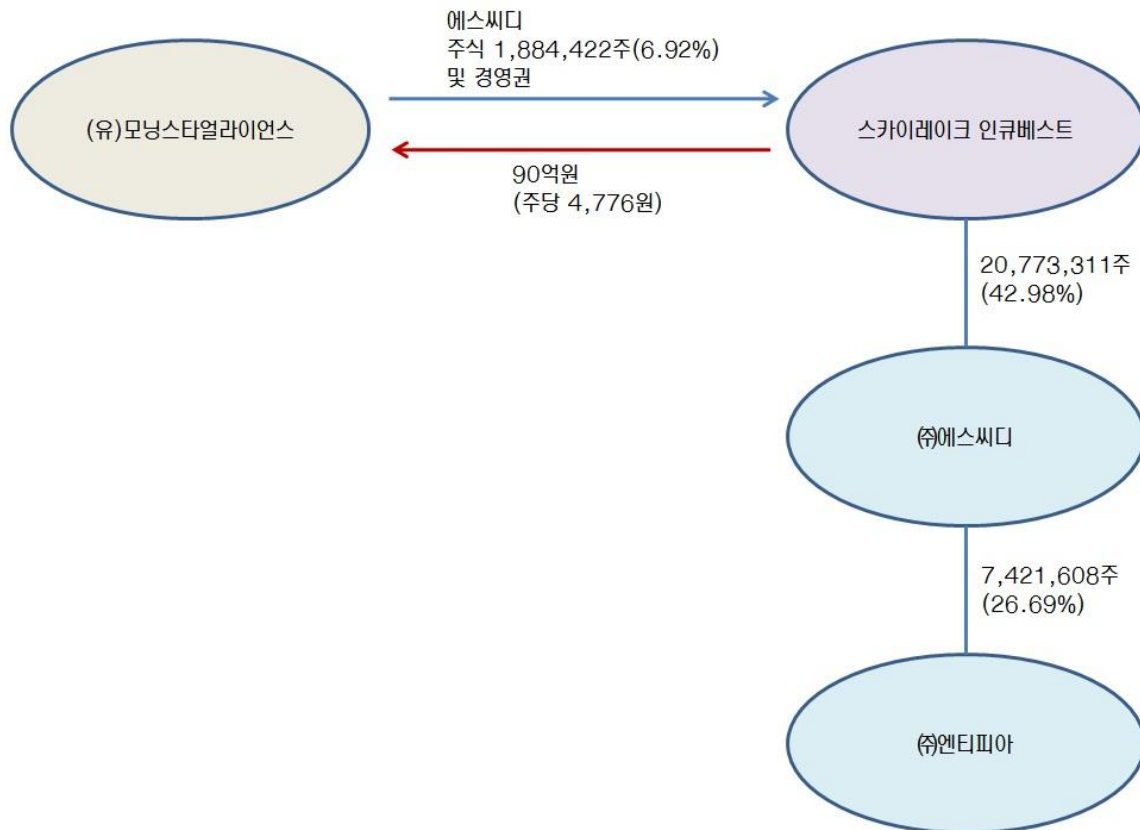 에스씨디
주식 1,884,422주(6.92%)
및 경영권
(유)모닝스타얼라이언스
스카이레이크 인큐베스트
90억원
(주당 4,776원)
20,773,311주
(42.98%)
㈜에스씨디
7,421,608주
(26.69%)
㈜엔티피아